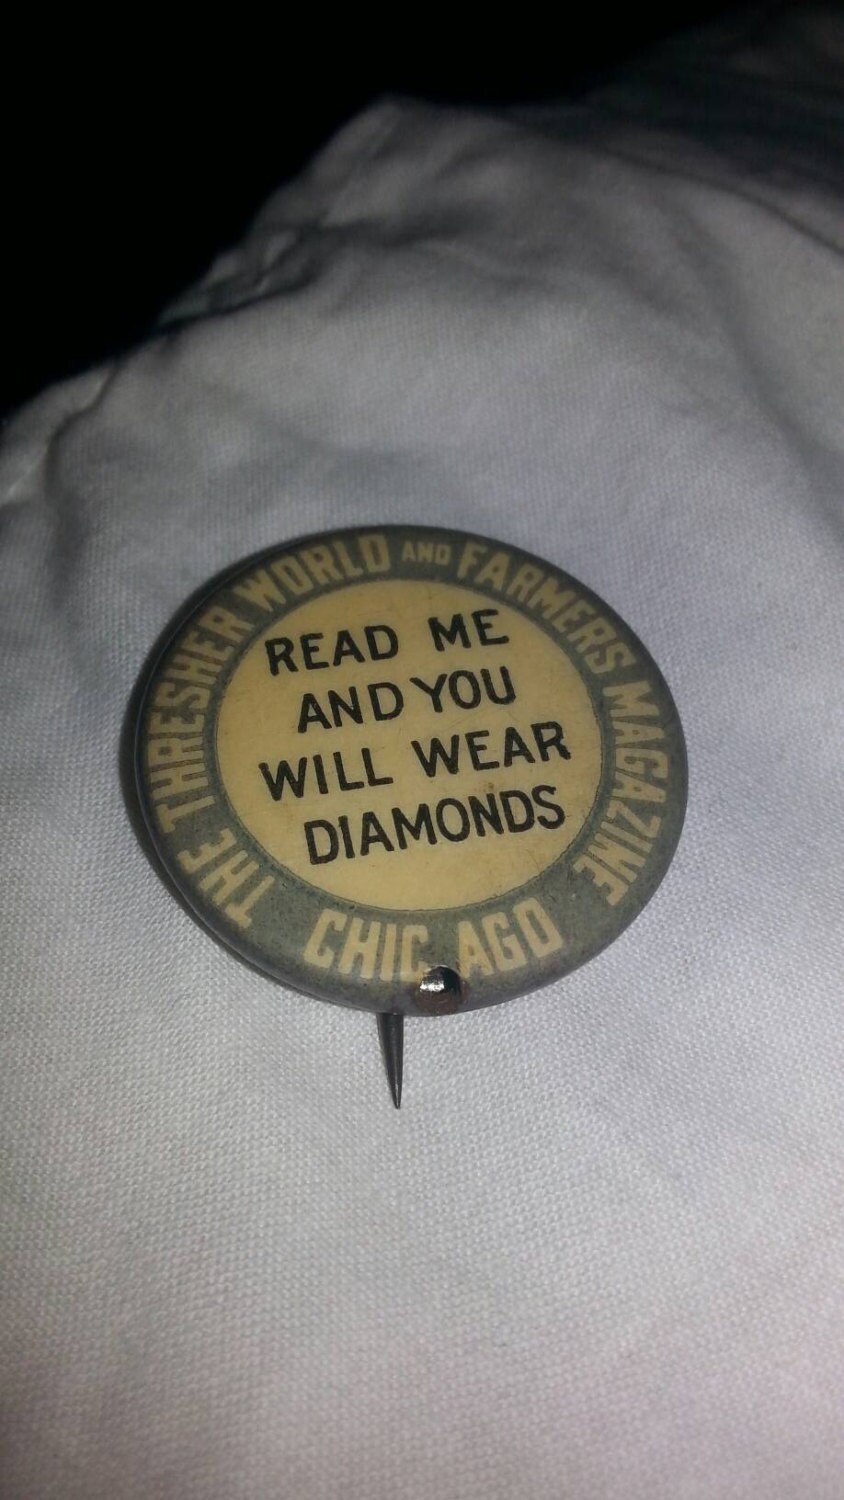 THE THRESHER WORLD AND FARMERS MAGAZINE
READ ME
AND YOU
WILL WEAR
DIAMONDS
CHICAGO